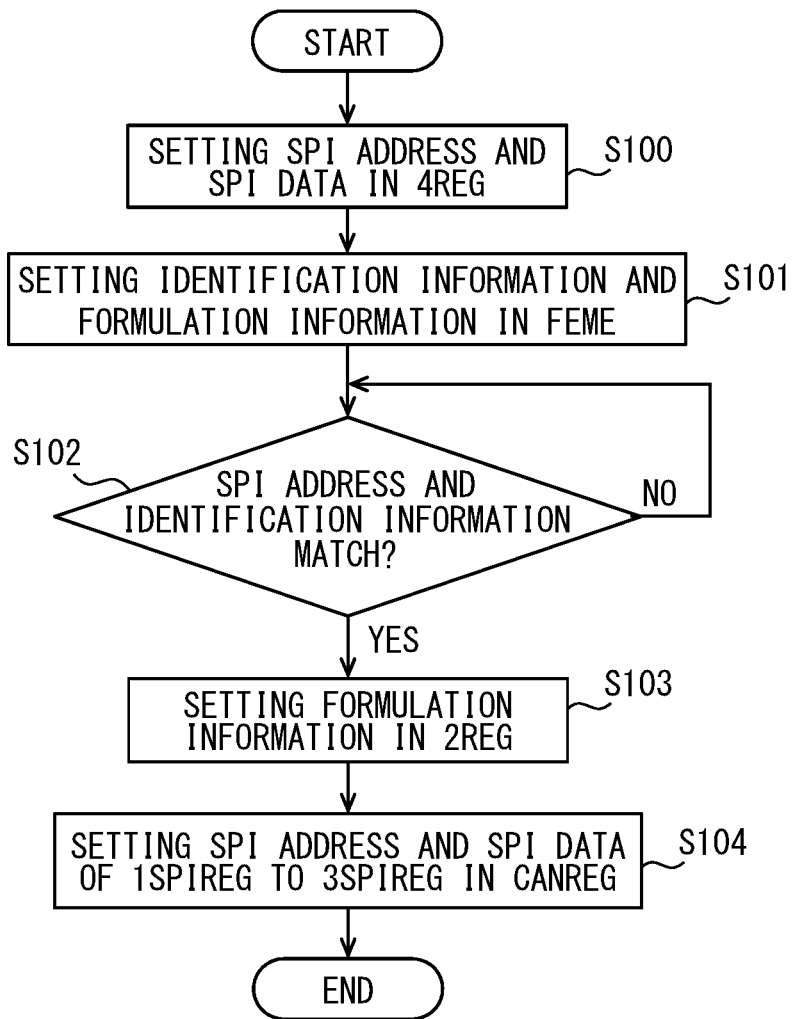 START
SETTING SPI ADDRESS AND
SPI DATA IN 4REG
S100
SETTING IDENTIFICATION INFORMATION AND
FORMULATION INFORMATION IN FEME
S101
S102
SPI ADDRESS AND
IDENTIFICATION INFORMATION
MATCH?
NO
YES
SETTING FORMULATION
INFORMATION IN 2REG
S103
SETTING SPI ADDRESS AND SPI DATA
OF 1SPIREG TO 3SPIREG IN CANREG
S104
END